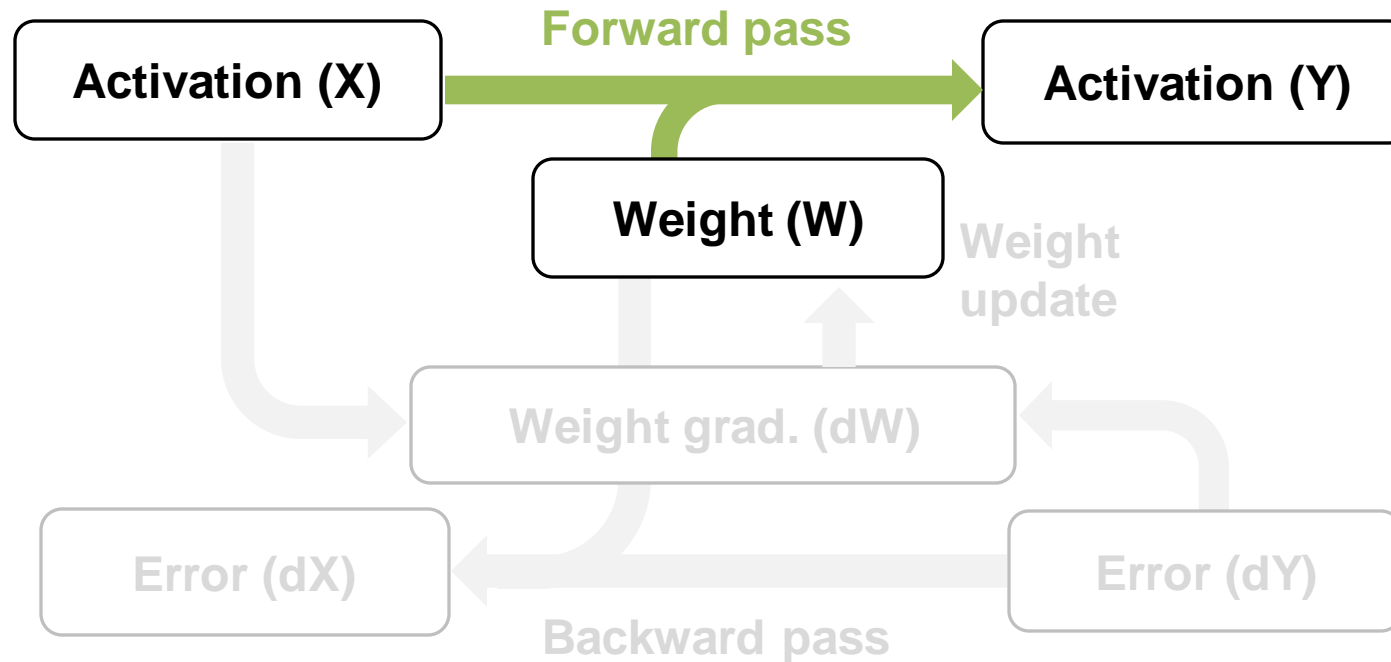 Forward pass
Activation (X)
Activation (Y)
Weight (W)
Weight
update
Weight grad. (dW)
Error (dX)
Error (dY)
Backward pass